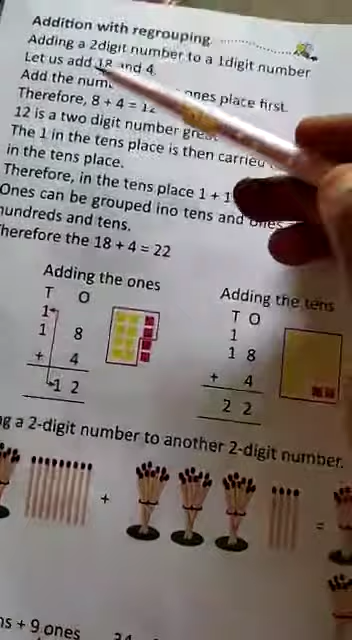 Addition with regrouping
Adding a 2digit number to a 1digit number
Let us add 18 and 4.
Add the num ones place first.
Therefore, 8 + 4 = 12
12 is a two digit number
The 1 in the tens place is then carried
in the tens place.
Therefore, in the tens place 1 + 1
Ones can be grouped ino tens and ones
hundreds and tens.
Therefore the 18 + 4 = 22
Adding the ones
T O
1
1 8
+ 4
1 2
Adding the tens
T O
1
1 8
+ 4
2 2
a 2-digit number to another 2-digit number.
+ =
+ 9 ones